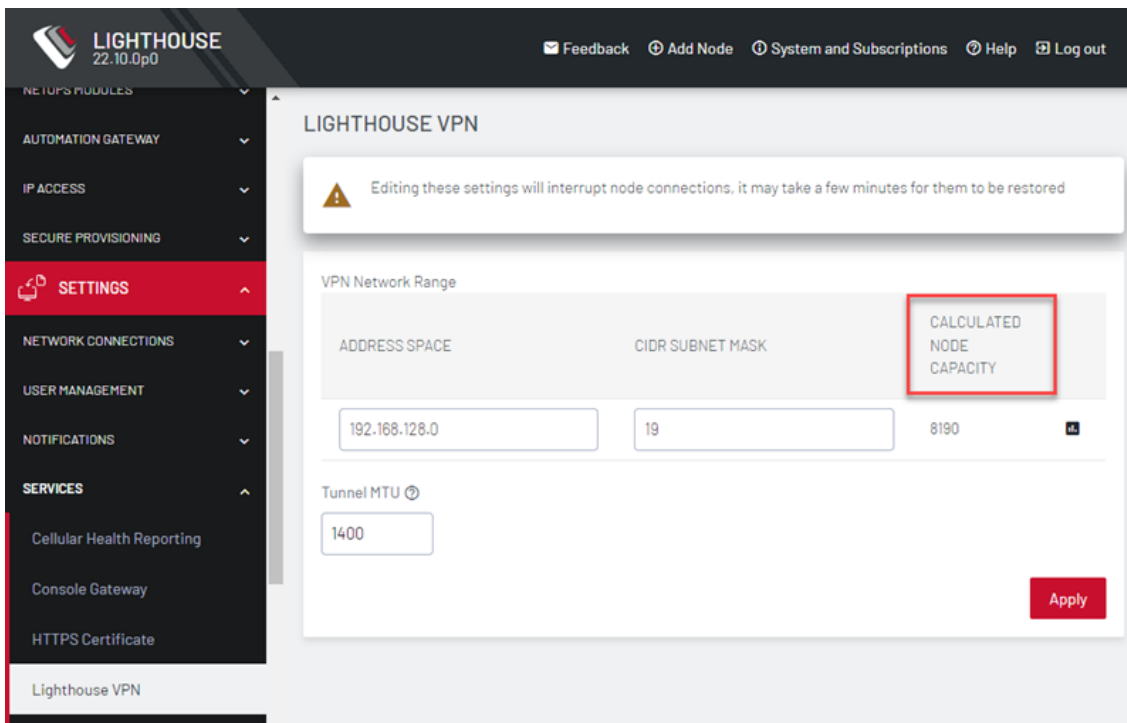 LIGHTHOUSE
22.10.0p0
Feedback
Add Node
System and Subscriptions
Help
Log out
NETOPS MODULES
AUTOMATION GATEWAY
IP ACCESS
SECURE PROVISIONING
SETTINGS
NETWORK CONNECTIONS
USER MANAGEMENT
NOTIFICATIONS
SERVICES
Cellular Health Reporting
Console Gateway
HTTPS Certificate
Lighthouse VPN
LIGHTHOUSE VPN
Editing these settings will interrupt node connections, it may take a few minutes for them to be restored
VPN Network Range
ADDRESS SPACE
CIDR SUBNET MASK
CALCULATED
NODE
CAPACITY
192.168.128.0
19
8190
Tunnel MTU
1400
Apply